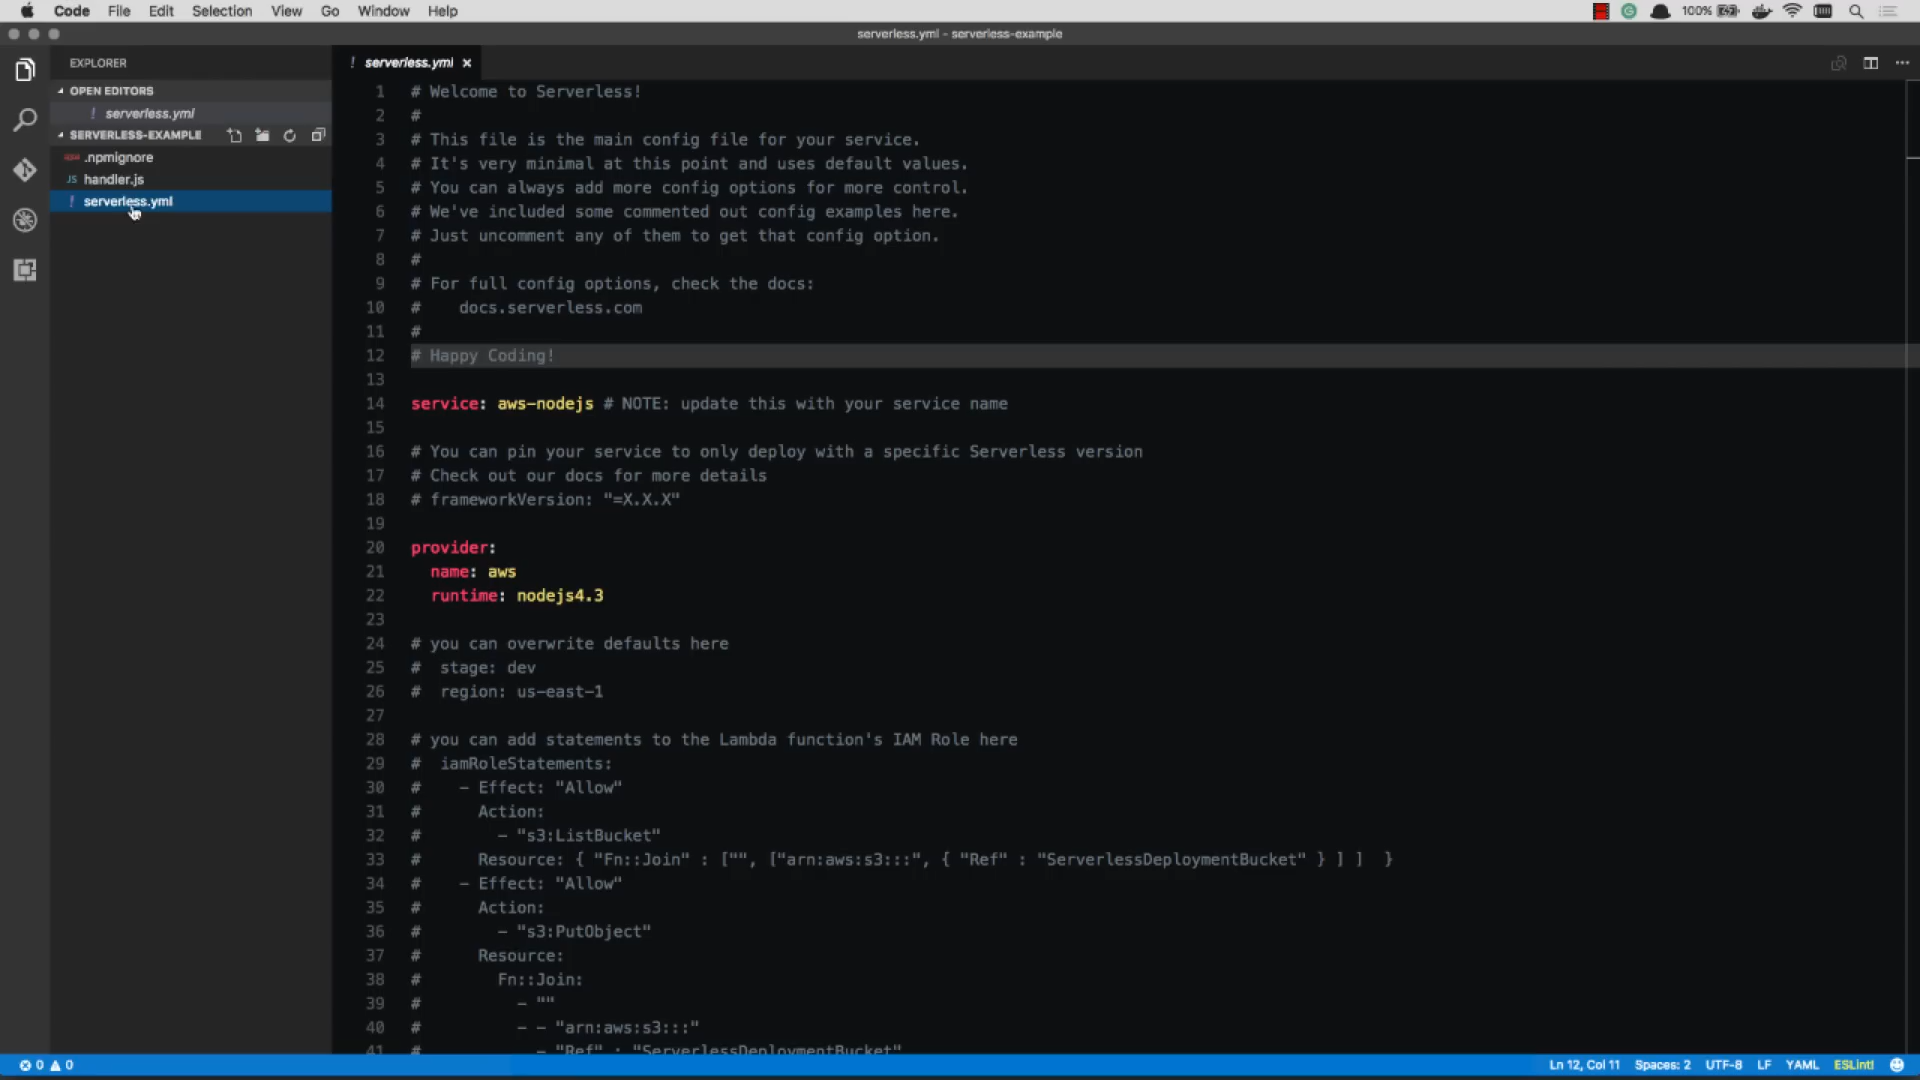 Code File Edit Selection View Go Window Help 100%
serverless.yml - serverless-example
EXPLORER
OPEN EDITORS
! serverless.yml
SERVERLESS-EXAMPLE
.npmignore
JS handler.js
! serverless.yml
! serverless.yml ×
1 # Welcome to Serverless!
2 #
3 # This file is the main config file for your service.
4 # It's very minimal at this point and uses default values.
5 # You can always add more config options for more control.
6 # We've included some commented out config examples here.
7 # Just uncomment any of them to get that config option.
8 #
9 # For full config options, check the docs:
10 #    docs.serverless.com
11 #
12 # Happy Coding!
13
14 service: aws-nodejs # NOTE: update this with your service name
15
16 # You can pin your service to only deploy with a specific Serverless version
17 # Check out our docs for more details
18 # frameworkVersion: "=X.X.X"
19
20 provider:
21   name: aws
22   runtime: nodejs4.3
23
24 # you can overwrite defaults here
25 #  stage: dev
26 #  region: us-east-1
27
28 # you can add statements to the Lambda function's IAM Role here
29 #  iamRoleStatements:
30 #    - Effect: "Allow"
31 #      Action:
32 #        - "s3:ListBucket"
33 #      Resource: { "Fn::Join" : ["", ["arn:aws:s3:::", { "Ref" : "ServerlessDeploymentBucket" } ] ]  }
34 #    - Effect: "Allow"
35 #      Action:
36 #        - "s3:PutObject"
37 #      Resource:
38 #        Fn::Join:
39 #          - ""
40 #          - - "arn:aws:s3:::"
41 #            - "Ref" : "ServerlessDeploymentBucket"
0 0 Ln 12, Col 11 Spaces: 2 UTF-8 LF YAML ESLint!